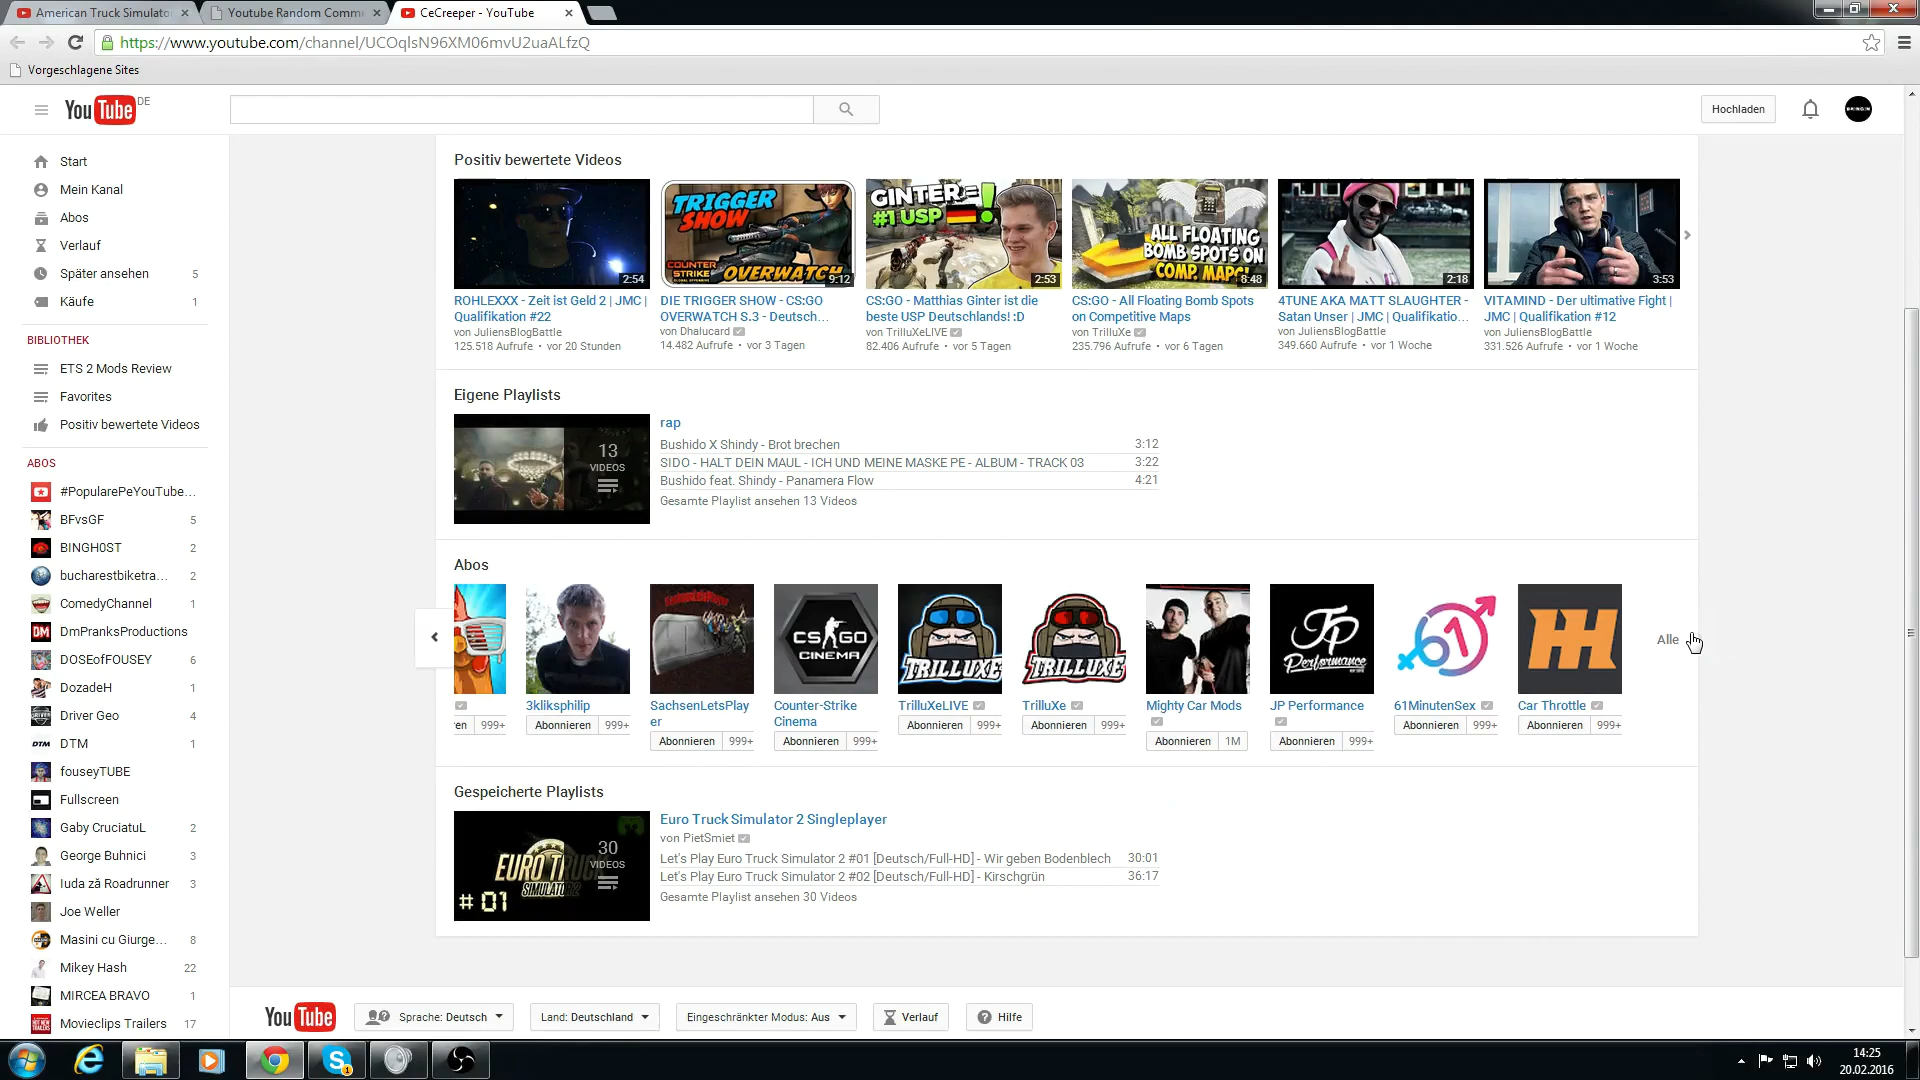 American Truck Simulato
Youtube Random Comm
CeCreeper - YouTube
https://www.youtube.com/channel/UCOqlsN96XM06mvU2uaALfzQ
Vorgeschlagene Sites
YouTube DE
Hochladen
Start
Mein Kanal
Abos
Verlauf
Später ansehen 5
Käufe 1
BIBLIOTHEK
ETS 2 Mods Review
Favorites
Positiv bewertete Videos
ABOS
#PopularePeYouTube...
BFvsGF 5
BINGH0ST 2
bucharestbiketra... 2
ComedyChannel 1
DmPranksProductions
DOSEofFOUSEY 6
DozadeH 1
Driver Geo 4
DTM 1
fouseyTUBE
Fullscreen
Gaby CruciatuL 2
George Buhnici 3
Iuda ză Roadrunner 3
Joe Weller
Masini cu Giurge... 8
Mikey Hash 22
MIRCEA BRAVO 1
Movieclips Trailers 17
Positiv bewertete Videos
2:54
TRIGGER SHOW
COUNTER STRIKE
OVERWATCH
9:12
GINTER=!
#1 USP
2:53
ALL FLOATING
BOMB SPOTS
ON COMP. MAPS!
8:48
2:18
3:53
ROHLEXXX - Zeit ist Geld 2 | JMC |
Qualifikation #22
von JuliensBlogBattle
125.518 Aufrufe • vor 20 Stunden
DIE TRIGGER SHOW - CS:GO
OVERWATCH S.3 - Deutsch...
von Dhalucard
14.482 Aufrufe • vor 3 Tagen
CS:GO - Matthias Ginter ist die
beste USP Deutschlands! :D
von TrilluXeLIVE
82.406 Aufrufe • vor 5 Tagen
CS:GO - All Floating Bomb Spots
on Competitive Maps
von TrilluXe
235.796 Aufrufe • vor 6 Tagen
4TUNE AKA MATT SLAUGHTER -
Satan Unser | JMC | Qualifikatio...
von JuliensBlogBattle
349.660 Aufrufe • vor 1 Woche
VITAMIND - Der ultimative Fight |
JMC | Qualifikation #12
von JuliensBlogBattle
331.526 Aufrufe • vor 1 Woche
Eigene Playlists
13
VIDEOS
rap
Bushido X Shindy - Brot brechen 3:12
SIDO - HALT DEIN MAUL - ICH UND MEINE MASKE PE - ALBUM - TRACK 03 3:22
Bushido feat. Shindy - Panamera Flow 4:21
Gesamte Playlist ansehen 13 Videos
Abos
CS GO
CINEMA
TRILLUXE
TRILLUXE
JP
Performance
61
Alle
en 999+
3kliksphilip
Abonnieren 999+
SachsenLetsPlay
er
Abonnieren 999+
Counter-Strike
Cinema
Abonnieren 999+
TrilluXeLIVE
Abonnieren 999+
TrilluXe
Abonnieren 999+
Mighty Car Mods
Abonnieren 1M
JP Performance
Abonnieren 999+
61MinutenSex
Abonnieren 999+
Car Throttle
Abonnieren 999+
Gespeicherte Playlists
EURO TRUCK
SIMULATOR 2
# 01
30
VIDEOS
Euro Truck Simulator 2 Singleplayer
von PietSmiet
Let's Play Euro Truck Simulator 2 #01 [Deutsch/Full-HD] - Wir geben Bodenblech 30:01
Let's Play Euro Truck Simulator 2 #02 [Deutsch/Full-HD] - Kirschgrün 36:17
Gesamte Playlist ansehen 30 Videos
YouTube
Sprache: Deutsch
Land: Deutschland
Eingeschränkter Modus: Aus
Verlauf
Hilfe
14:25
20.02.2016